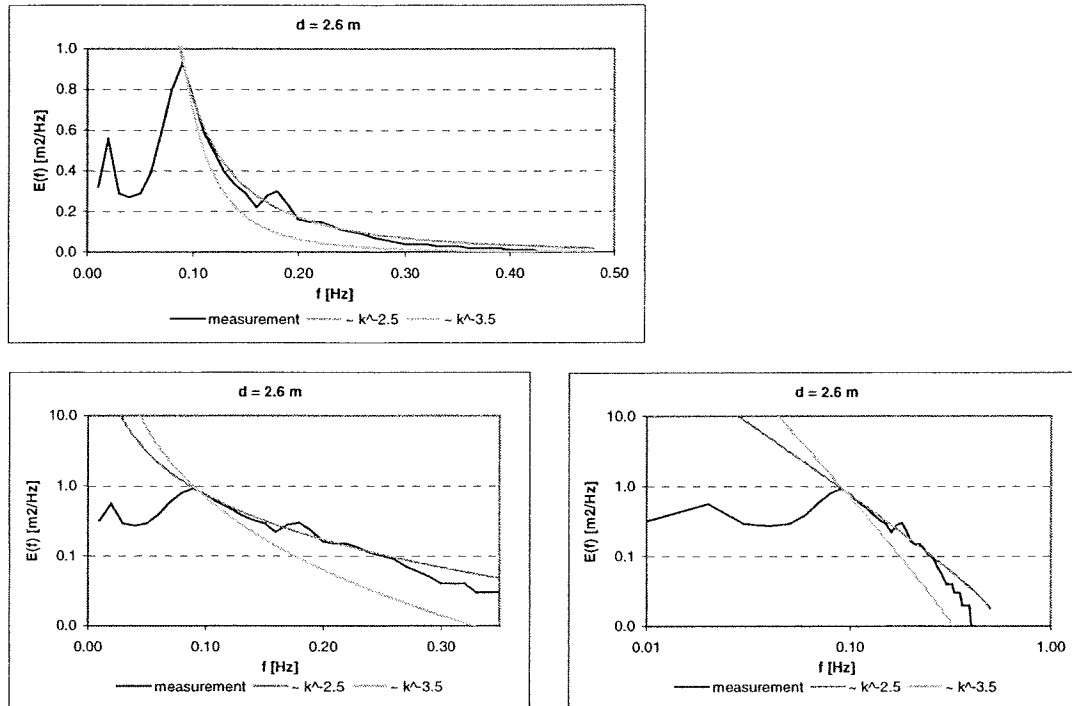 d = 2.6 m
E(f) [m2/Hz]
1.0
0.8
0.6
0.4
0.2
0.0
0.00 0.10 0.20 0.30 0.40 0.50
f [Hz]
measurement ~ k^-2.5 ~ k^-3.5
d = 2.6 m
E(f) [m2/Hz]
10.0
1.0
0.1
0.0
0.00 0.10 0.20 0.30
f [Hz]
measurement ~ k^-2.5 ~ k^-3.5
d = 2.6 m
E(f) [m2/Hz]
10.0
1.0
0.1
0.0
0.01 0.10 1.00
f [Hz]
measurement ~ k^-2.5 ~ k^-3.5